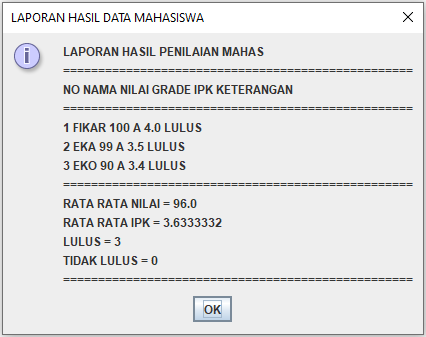 LAPORAN HASIL DATA MAHASISWA
LAPORAN HASIL PENILAIAN MAHAS
==================================================
NO NAMA NILAI GRADE IPK KETERANGAN
==================================================
1 FIKAR 100 A 4.0 LULUS
2 EKA 99 A 3.5 LULUS
3 EKO 90 A 3.4 LULUS
==================================================
RATA RATA NILAI = 96.0
RATA RATA IPK = 3.6333332
LULUS = 3
TIDAK LULUS = 0
==================================================
OK